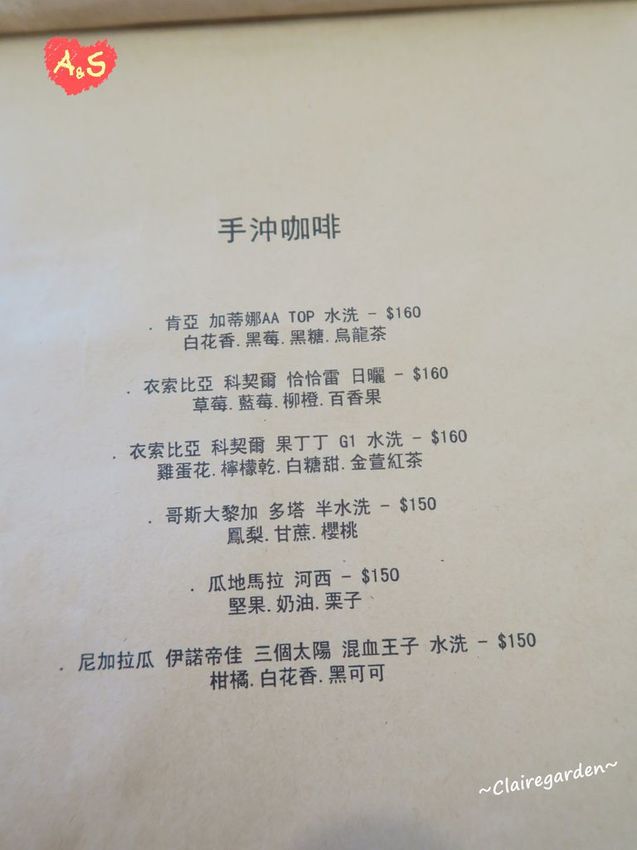 A&S
手沖咖啡
. 肯亞 加蒂娜AA TOP 水洗 - $160
白花香.黑莓.黑糖.烏龍茶
. 衣索比亞 科契爾 恰恰雷 日曬 - $160
草莓.藍莓.柳橙.百香果
. 衣索比亞 科契爾 果丁丁 G1 水洗 - $160
雞蛋花.檸檬乾.白糖甜.金萱紅茶
. 哥斯大黎加 多塔 半水洗 - $150
鳳梨.甘蔗.櫻桃
. 瓜地馬拉 河西 - $150
堅果.奶油.栗子
. 尼加拉瓜 伊諾帝佳 三個太陽 混血王子 水洗 - $150
柑橘.白花香.黑可可
~Clairegarden~